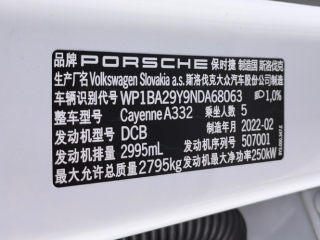 品牌 PORSCHE 保时捷 制造国 斯洛伐克
生产厂名 Volkswagen Slovakia a.s. 斯洛伐克大众汽车股份公司制造
车辆识别代号 WP1BA29Y9NDA68063 1,0%
车辆型号 Cayenne A332 乘坐人数 5
发动机型号 DCB 制造年月 2022-02
发动机排量 2995mL 发动机号 507001
最大允许总质量 2795kg 发动机最大净功率 250kW